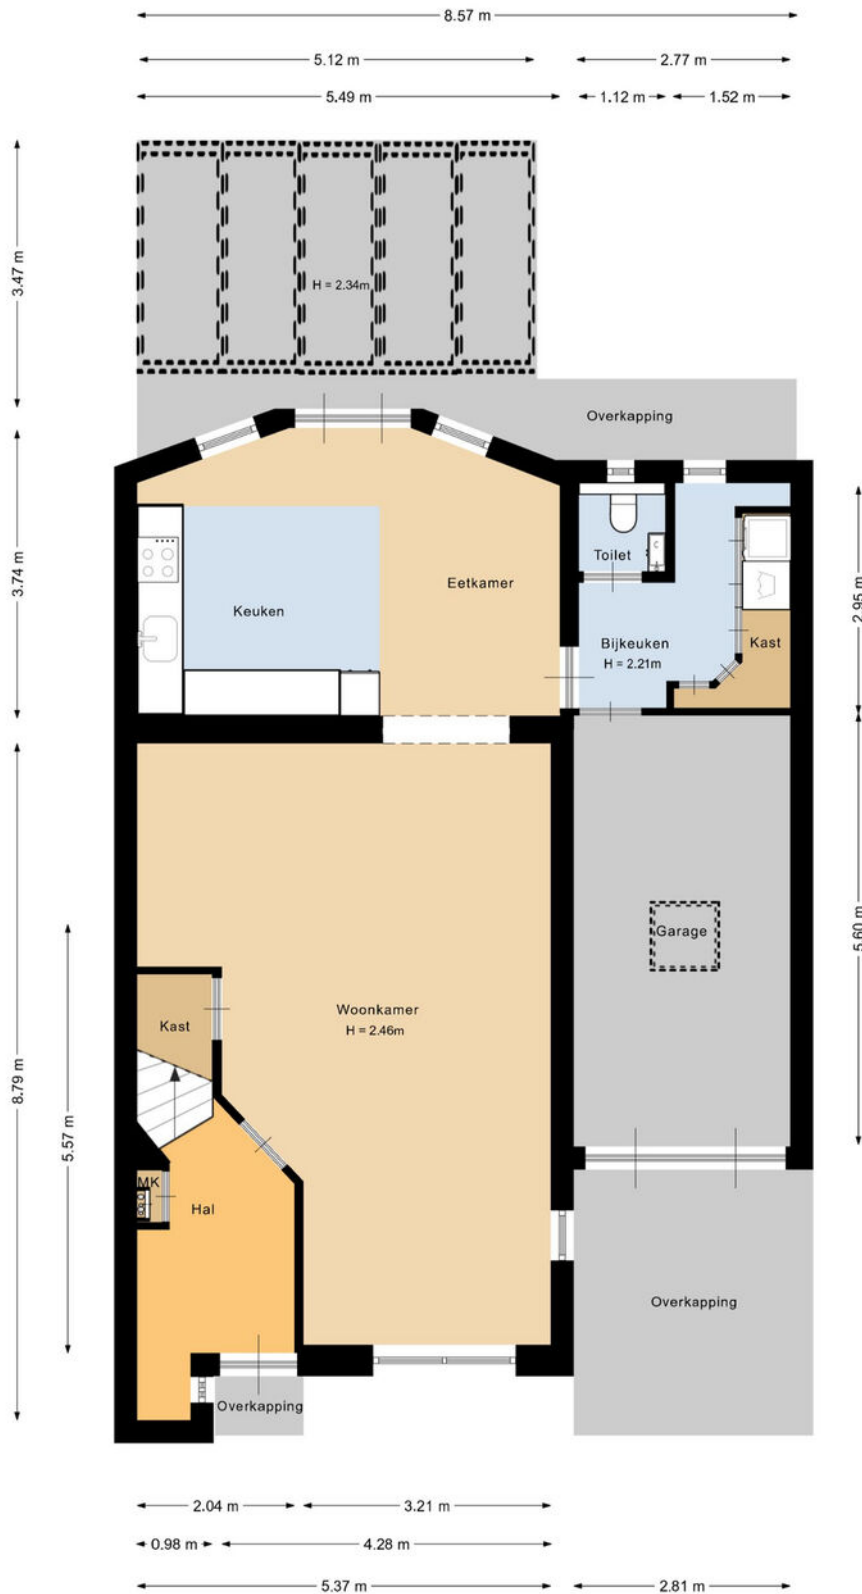 8.57 m
5.12 m
2.77 m
5.49 m
1.12 m
1.52 m
3.47 m
H = 2.34m
Overkapping
3.74 m
Keuken
Eetkamer
Toilet
Bijkeuken
H = 2.21m
Kast
2.95 m
Garage
5.60 m
Woonkamer
H = 2.46m
Kast
8.79 m
5.57 m
MK
Hal
Overkapping
Overkapping
2.04 m
3.21 m
0.98 m
4.28 m
5.37 m
2.81 m